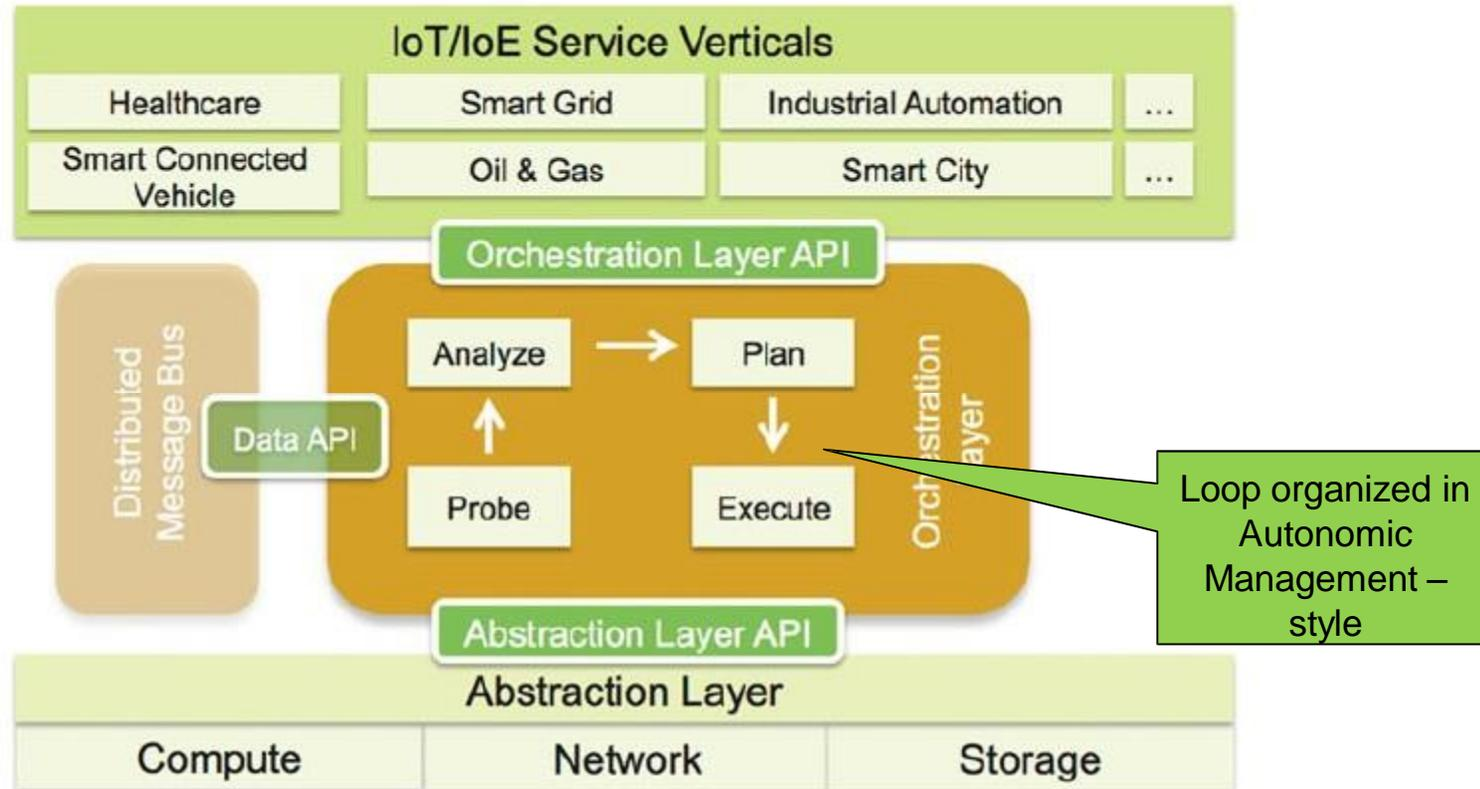 IoT/IoE Service Verticals
Healthcare
Smart Grid
Industrial Automation
...
Smart Connected
Vehicle
Oil & Gas
Smart City
...
Orchestration Layer API
Distributed
Message Bus
Data API
Analyze
Plan
Probe
Execute
Orchestration
Layer
Loop organized in
Autonomic
Management –
style
Abstraction Layer API
Abstraction Layer
Compute
Network
Storage